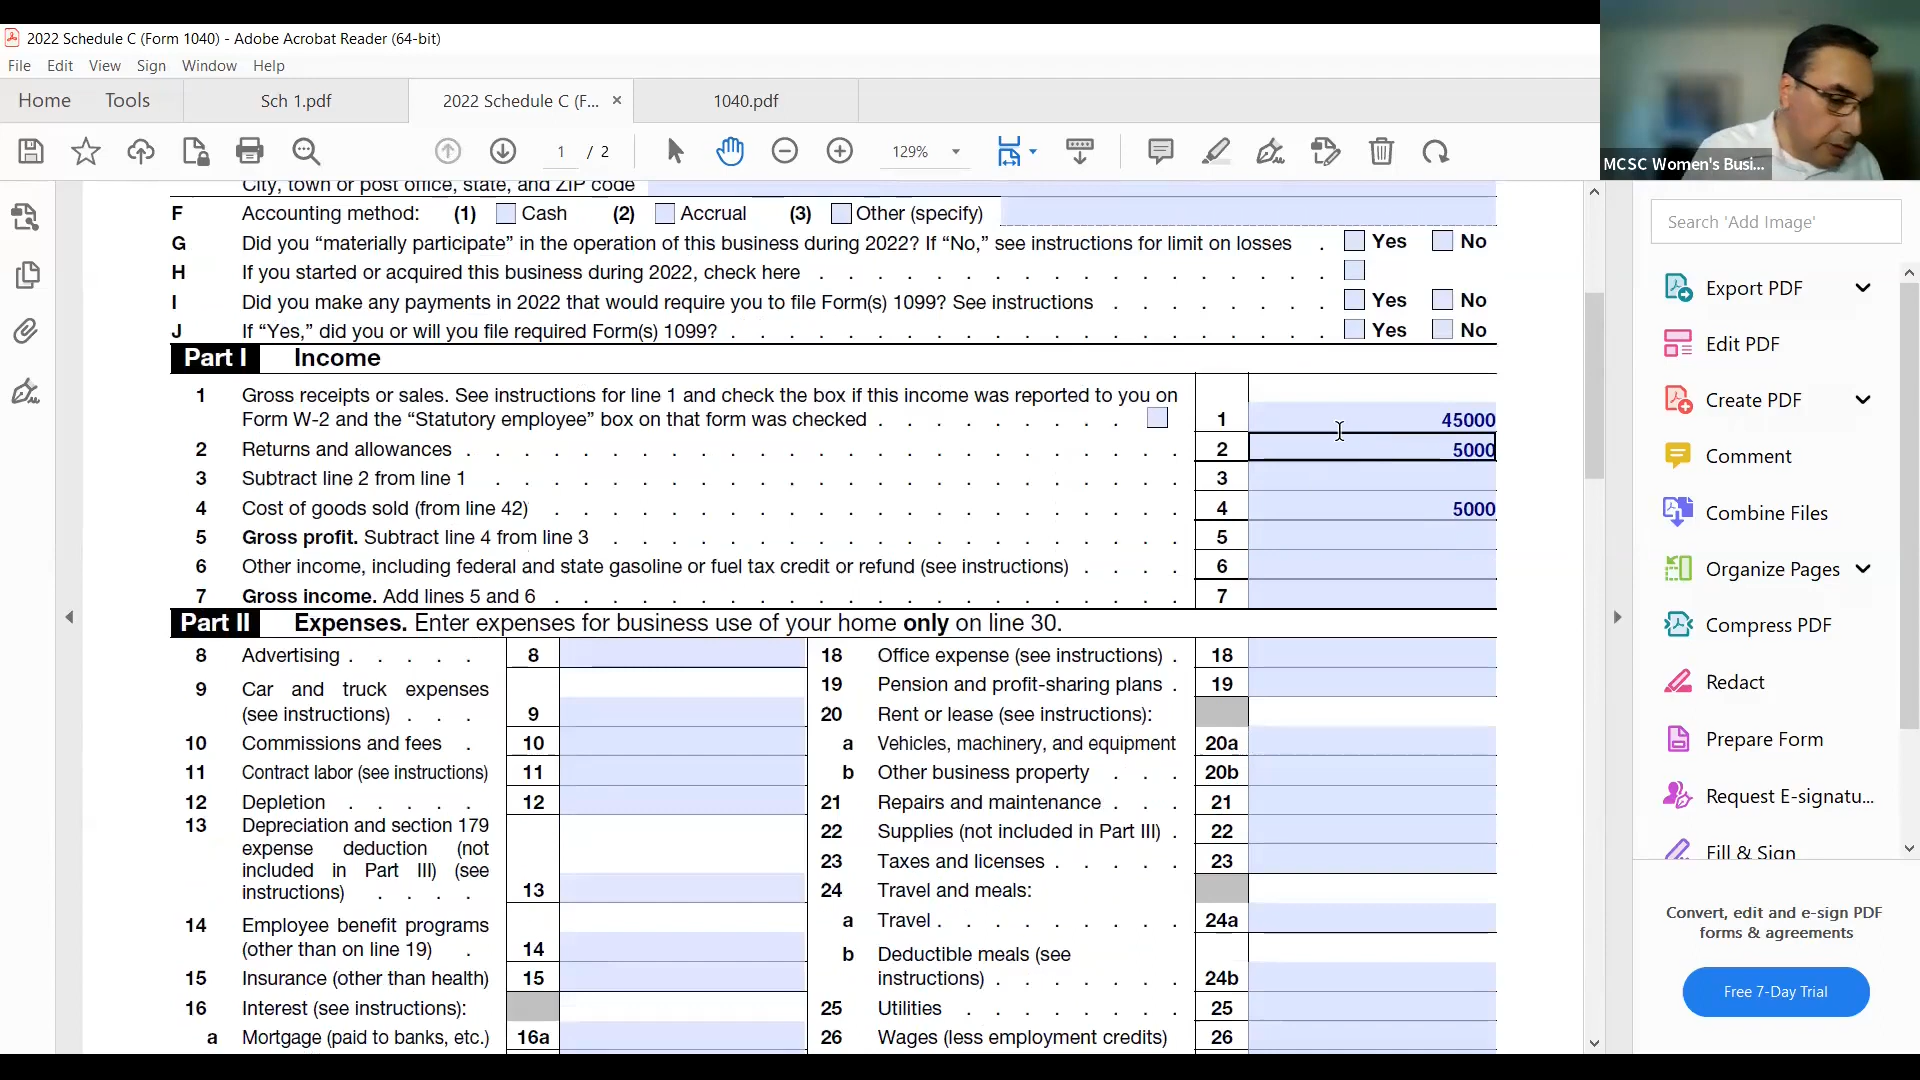 2022 Schedule C (Form 1040) - Adobe Acrobat Reader (64-bit)
File Edit View Sign Window Help
Home Tools Sch 1.pdf 2022 Schedule C (F... × 1040.pdf
1 / 2 129%
MCSC Women's Busi...
City, town or post office, state, and ZIP code
F Accounting method: (1) Cash (2) Accrual (3) Other (specify)
G Did you “materially participate” in the operation of this business during 2022? If “No,” see instructions for limit on losses . Yes No
H If you started or acquired this business during 2022, check here . . . . . . . . . . . . . . . . . .
I Did you make any payments in 2022 that would require you to file Form(s) 1099? See instructions . . . . . . . . Yes No
J If “Yes,” did you or will you file required Form(s) 1099? . . . . . . . . . . . . . . . . . . . . . Yes No
Part I Income
1 Gross receipts or sales. See instructions for line 1 and check the box if this income was reported to you on
Form W-2 and the “Statutory employee” box on that form was checked . . . . . . . . . 1 45000
2 Returns and allowances . . . . . . . . . . . . . . . . . . . . . . . . . 2 5000
3 Subtract line 2 from line 1 . . . . . . . . . . . . . . . . . . . . . . . . 3
4 Cost of goods sold (from line 42) . . . . . . . . . . . . . . . . . . . . . . 4 5000
5 Gross profit. Subtract line 4 from line 3 . . . . . . . . . . . . . . . . . . . . 5
6 Other income, including federal and state gasoline or fuel tax credit or refund (see instructions) . . . . 6
7 Gross income. Add lines 5 and 6 . . . . . . . . . . . . . . . . . . . . . . 7
Part II Expenses. Enter expenses for business use of your home only on line 30.
8 Advertising . . . . . 8
9 Car and truck expenses
(see instructions) . . . 9
10 Commissions and fees . 10
11 Contract labor (see instructions) 11
12 Depletion . . . . . 12
13 Depreciation and section 179
expense deduction (not
included in Part III) (see
instructions) . . . . 13
14 Employee benefit programs
(other than on line 19) . 14
15 Insurance (other than health) 15
16 Interest (see instructions):
a Mortgage (paid to banks, etc.) 16a
18 Office expense (see instructions) . 18
19 Pension and profit-sharing plans . 19
20 Rent or lease (see instructions):
a Vehicles, machinery, and equipment 20a
b Other business property . . . 20b
21 Repairs and maintenance . . . 21
22 Supplies (not included in Part III) . 22
23 Taxes and licenses . . . . . 23
24 Travel and meals:
a Travel . . . . . . . . . 24a
b Deductible meals (see
instructions) . . . . . . . 24b
25 Utilities . . . . . . . . 25
26 Wages (less employment credits) 26
Search 'Add Image'
Export PDF
Edit PDF
Create PDF
Comment
Combine Files
Organize Pages
Compress PDF
Redact
Prepare Form
Request E-signatu...
Fill & Sign
Convert, edit and e-sign PDF
forms & agreements
Free 7-Day Trial